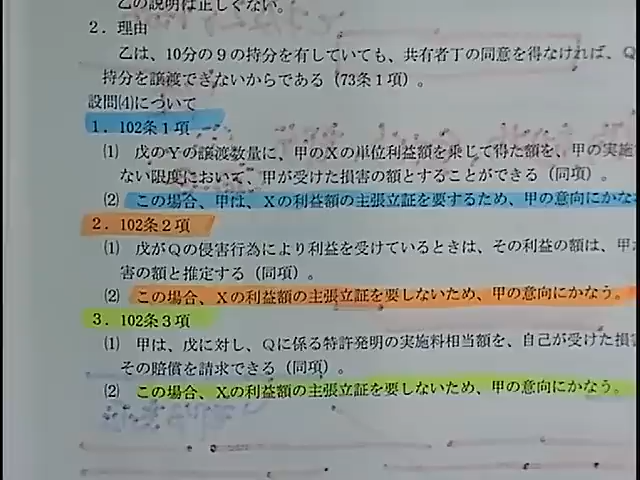 乙の説明は正しくない。
2．理由
乙は、10分の9の持分を有していても、共有者丁の同意を得なければ、Q
持分を譲渡できないからである（73条1項）。
設問⑷について
1．102条1項
⑴ 戊のYの譲渡数量に、甲のXの単位利益額を乗じて得た額を、甲の実施
ない限度において、甲が受けた損害の額とすることができる（同項）。
⑵ この場合、甲は、Xの利益額の主張立証を要するため、甲の意向にかな
2．102条2項
⑴ 戊がQの侵害行為により利益を受けているときは、その利益の額は、甲
害の額と推定する（同項）。
⑵ この場合、Xの利益額の主張立証を要しないため、甲の意向にかなう。
3．102条3項
⑴ 甲は、戊に対し、Qに係る特許発明の実施料相当額を、自己が受けた損
その賠償を請求できる（同項）。
⑵ この場合、Xの利益額の主張立証を要しないため、甲の意向にかなう。